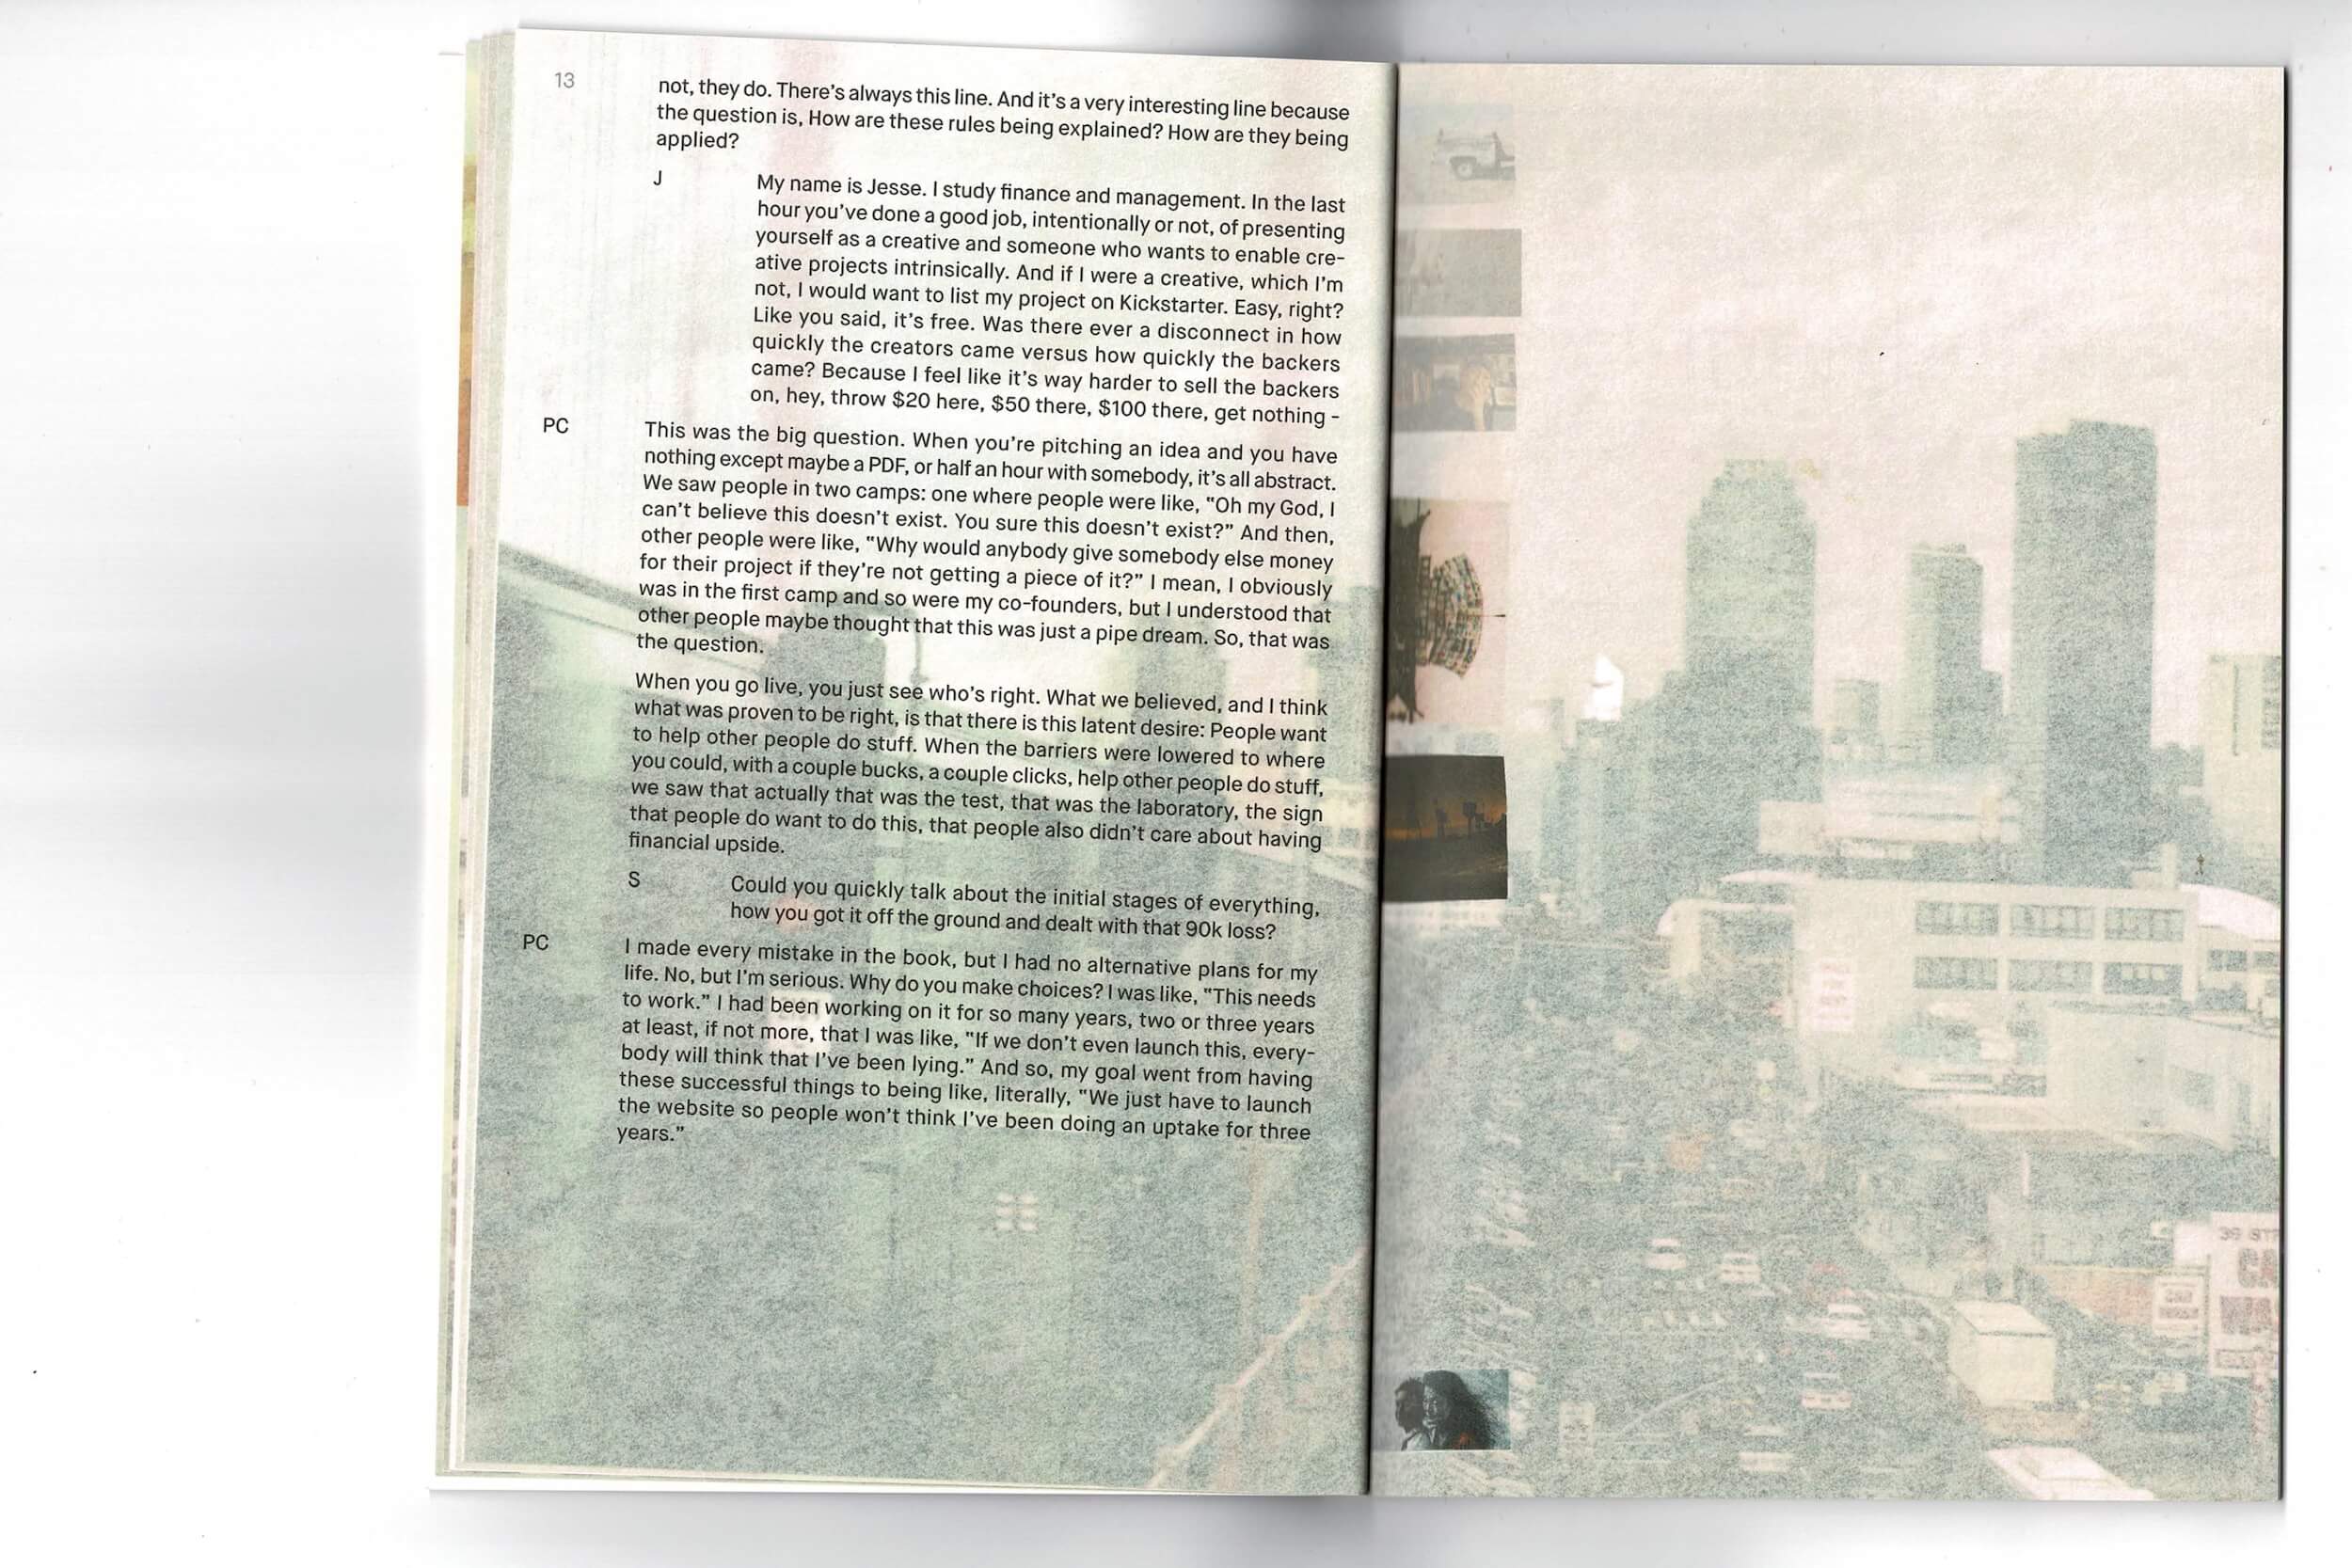 13
not, they do. There's always this line. And it's a very interesting line because
the question is, How are these rules being explained? How are they being
applied?
J
My name is Jesse. I study finance and management. In the last
hour you've done a good job, intentionally or not, of presenting
yourself as a creative and someone who wants to enable cre-
ative projects intrinsically. And if I were a creative, which I'm
not, I would want to list my project on Kickstarter. Easy, right?
Like you said, it's free. Was there ever a disconnect in how
quickly the creators came versus how quickly the backers
came? Because I feel like it's way harder to sell the backers
on, hey, throw $20 here, $50 there, $100 there, get nothing -
PC
This was the big question. When you're pitching an idea and you have
nothing except maybe a PDF, or half an hour with somebody, it's all abstract.
We saw people in two camps: one where people were like, "Oh my God, I
can't believe this doesn't exist. You sure this doesn't exist?" And then,
other people were like, "Why would anybody give somebody else money
for their project if they're not getting a piece of it?" I mean, I obviously
was in the first camp and so were my co-founders, but I understood that
other people maybe thought that this was just a pipe dream. So, that was
the question.
When you go live, you just see who's right. What we believed, and I think
what was proven to be right, is that there is this latent desire: People want
to help other people do stuff. When the barriers were lowered to where
you could, with a couple bucks, a couple clicks, help other people do stuff,
we saw that actually that was the test, that was the laboratory, the sign
that people do want to do this, that people also didn't care about having
financial upside.
S
Could you quickly talk about the initial stages of everything,
how you got it off the ground and dealt with that 90k loss?
PC
I made every mistake in the book, but I had no alternative plans for my
life. No, but I'm serious. Why do you make choices? I was like, "This needs
to work." I had been working on it for so many years, two or three years
at least, if not more, that I was like, "If we don't even launch this, every-
body will think that I've been lying." And so, my goal went from having
these successful things to being like, literally, "We just have to launch
the website so people won't think I've been doing an uptake for three
years."